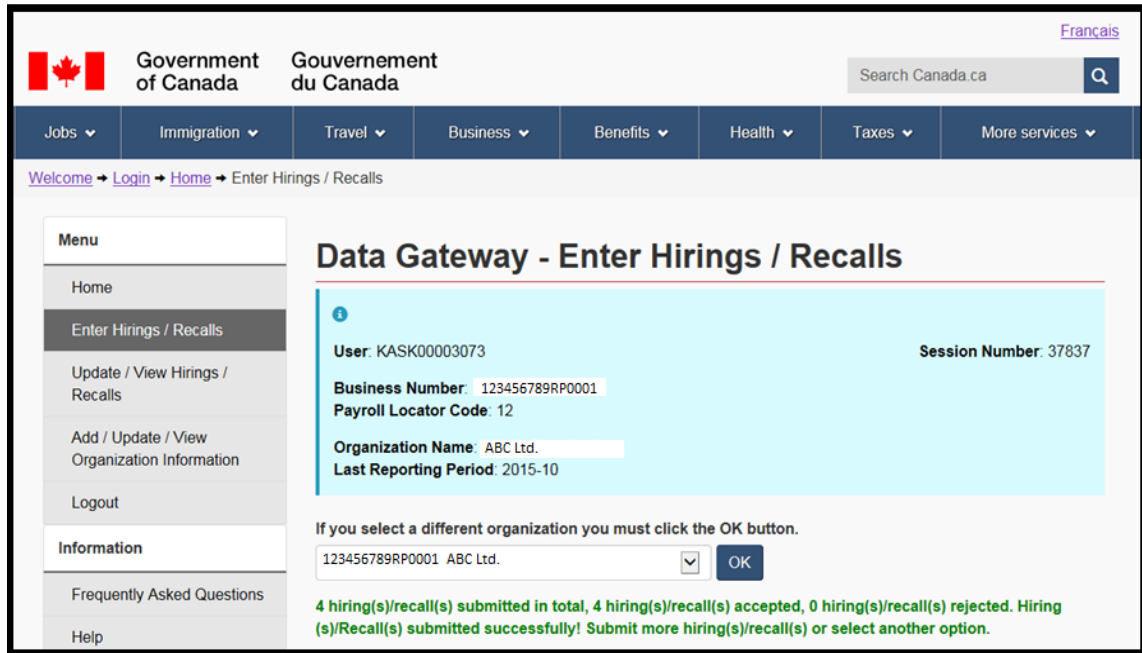 Français
Government of Canada
Gouvernement du Canada
Search Canada.ca
Jobs Immigration Travel Business Benefits Health Taxes More services
Welcome → Login → Home → Enter Hirings / Recalls
Menu
Home
Enter Hirings / Recalls
Update / View Hirings /
Recalls
Add / Update / View
Organization Information
Logout
Information
Frequently Asked Questions
Help
Data Gateway - Enter Hirings / Recalls
User: KASK00003073 Session Number: 37837
Business Number: 123456789RP0001
Payroll Locator Code: 12
Organization Name: ABC Ltd.
Last Reporting Period: 2015-10
If you select a different organization you must click the OK button.
123456789RP0001 ABC Ltd. OK
4 hiring(s)/recall(s) submitted in total, 4 hiring(s)/recall(s) accepted, 0 hiring(s)/recall(s) rejected. Hiring
(s)/Recall(s) submitted successfully! Submit more hiring(s)/recall(s) or select another option.